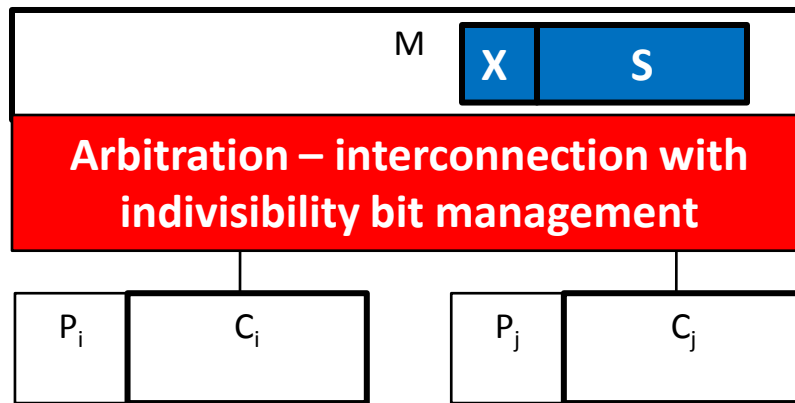 M
X S
Arbitration – interconnection with
indivisibility bit management
Pi Ci Pj Cj